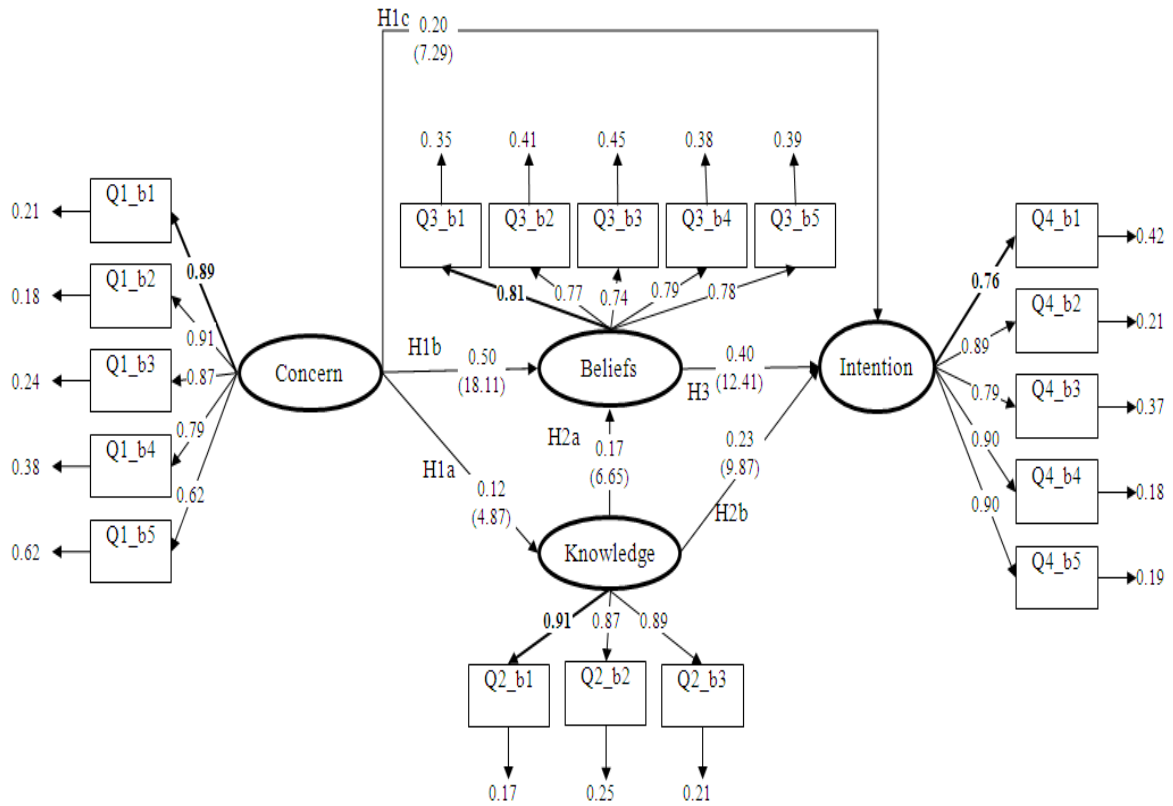 H1c
0.20
(7.29)
0.35
0.41
0.45
0.38
0.39
Q1_b1
0.21
Q1_b2
0.18
Q1_b3
0.24
Q1_b4
0.38
Q1_b5
0.62
0.89
0.91
0.87
0.79
0.62
Concern
Q3_b1
Q3_b2
Q3_b3
Q3_b4
Q3_b5
0.81
0.77
0.74
0.79
0.78
H1b
0.50
(18.11)
Beliefs
0.40
(12.41)
H3
Intention
H2a
0.17
(6.65)
H1a
0.12
(4.87)
0.23
(9.87)
H2b
Knowledge
0.91
0.87
0.89
Q2_b1
Q2_b2
Q2_b3
0.17
0.25
0.21
0.76
0.89
0.79
0.90
0.90
Q4_b1
0.42
Q4_b2
0.21
Q4_b3
0.37
Q4_b4
0.18
Q4_b5
0.19